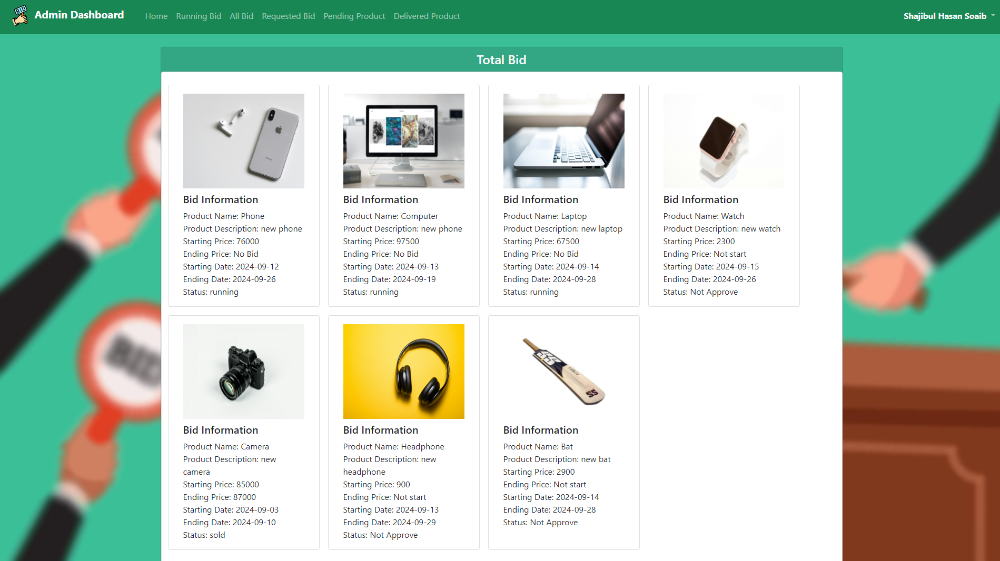 BID
Admin Dashboard
Home Running Bid All Bid Requested Bid Pending Product Delivered Product
Shajibul Hasan Soaib
Total Bid
iPhone
Bid Information
Product Name: Phone
Product Description: new phone
Starting Price: 76000
Ending Price: No Bid
Starting Date: 2024-09-12
Ending Date: 2024-09-26
Status: running
Bid Information
Product Name: Computer
Product Description: new phone
Starting Price: 97500
Ending Price: No Bid
Starting Date: 2024-09-13
Ending Date: 2024-09-19
Status: running
Bid Information
Product Name: Laptop
Product Description: new laptop
Starting Price: 67500
Ending Price: No Bid
Starting Date: 2024-09-14
Ending Date: 2024-09-28
Status: running
Bid Information
Product Name: Watch
Product Description: new watch
Starting Price: 2300
Ending Price: Not start
Starting Date: 2024-09-15
Ending Date: 2024-09-26
Status: Not Approve
BID
Bid Information
Product Name: Camera
Product Description: new
camera
Starting Price: 85000
Ending Price: 87000
Starting Date: 2024-09-03
Ending Date: 2024-09-10
Status: sold
Bid Information
Product Name: Headphone
Product Description: new
headphone
Starting Price: 900
Ending Price: Not start
Starting Date: 2024-09-13
Ending Date: 2024-09-29
Status: Not Approve
SS
SS
Bid Information
Product Name: Bat
Product Description: new bat
Starting Price: 2900
Ending Price: Not start
Starting Date: 2024-09-14
Ending Date: 2024-09-28
Status: Not Approve